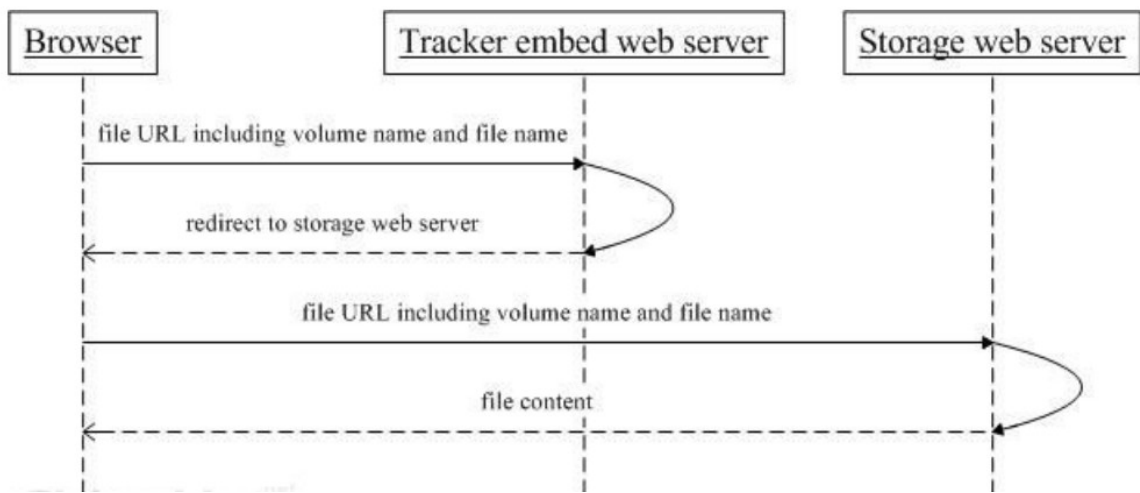 Browser
Tracker embed web server
Storage web server
file URL including volume name and file name
redirect to storage web server
file URL including volume name and file name
file content